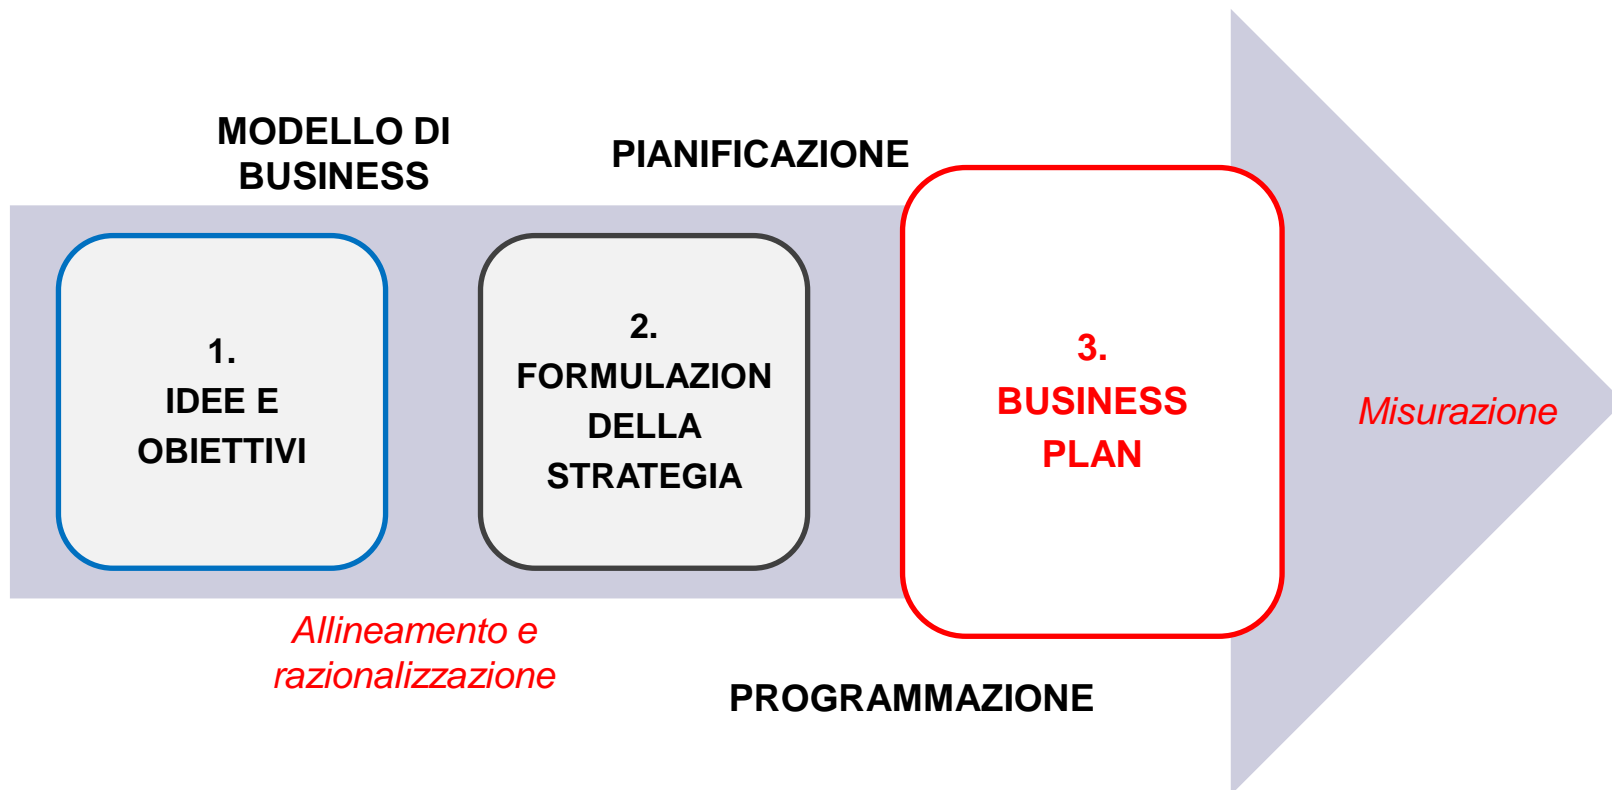 MODELLO DI
BUSINESS
PIANIFICAZIONE
1.
IDEE E
OBIETTIVI
2.
FORMULAZION
DELLA
STRATEGIA
3.
BUSINESS
PLAN
Misurazione
Allineamento e
razionalizzazione
PROGRAMMAZIONE